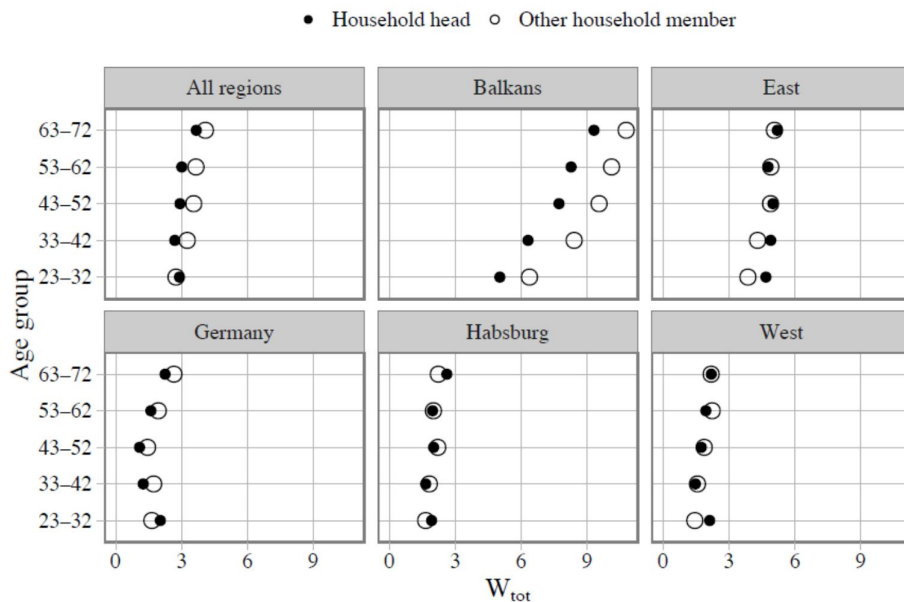 Household head Other household member
All regions Balkans East
63–72
53–62
43–52
33–42
23–32
Germany Habsburg West
63–72
53–62
43–52
33–42
23–32
0 3 6 9 0 3 6 9 0 3 6 9
Age group
W_tot